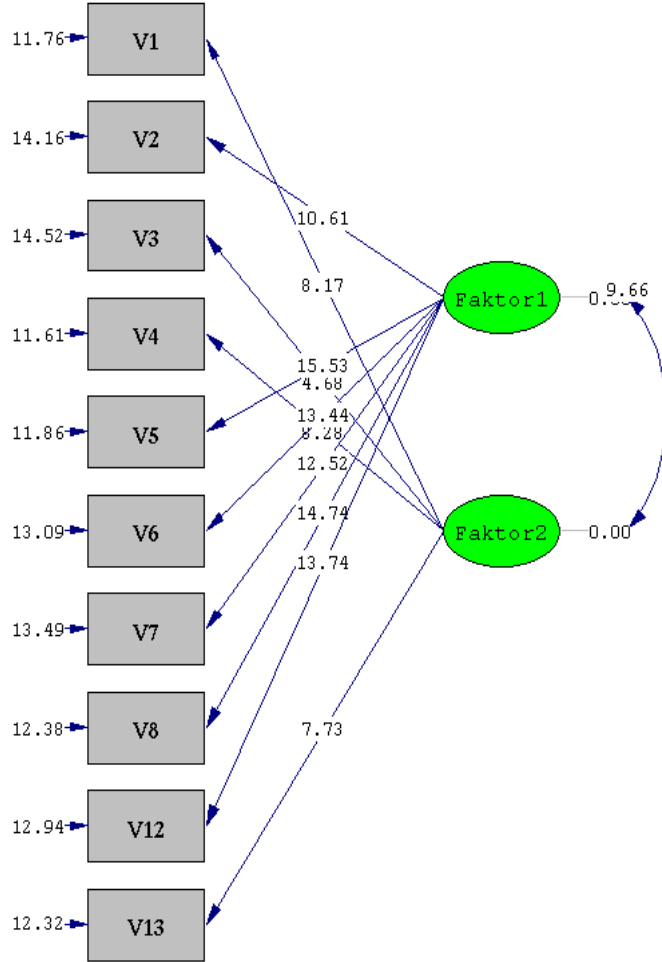 11.76 V1
14.16 V2
10.61
14.52 V3
8.17
Faktor1
9.66
11.61 V4
15.53
4.68
13.44
8.28
11.86 V5
12.52
14.74
13.09 V6
Faktor2 0.00
13.74
13.49 V7
12.38 V8
7.73
12.94 V12
12.32 V13